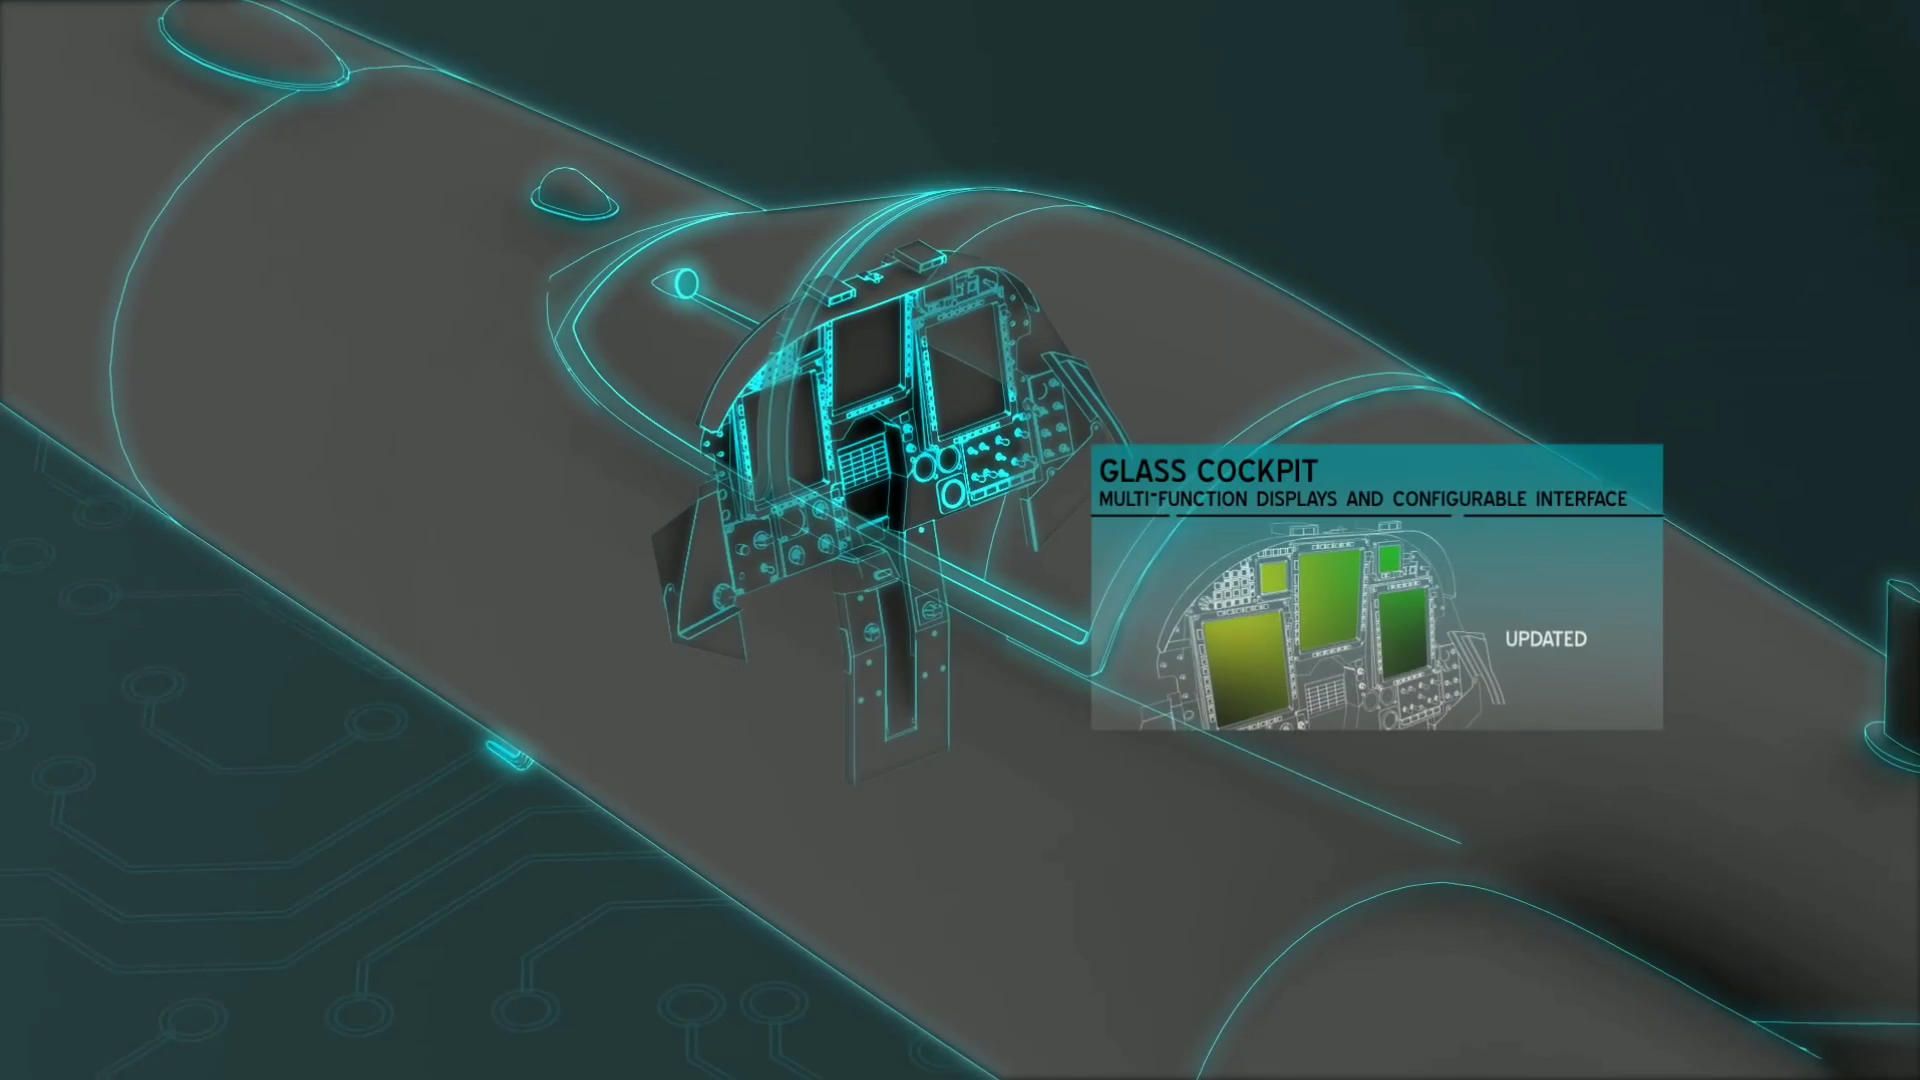 GLASS COCKPIT
MULTI-FUNCTION DISPLAYS AND CONFIGURABLE INTERFACE
UPDATED